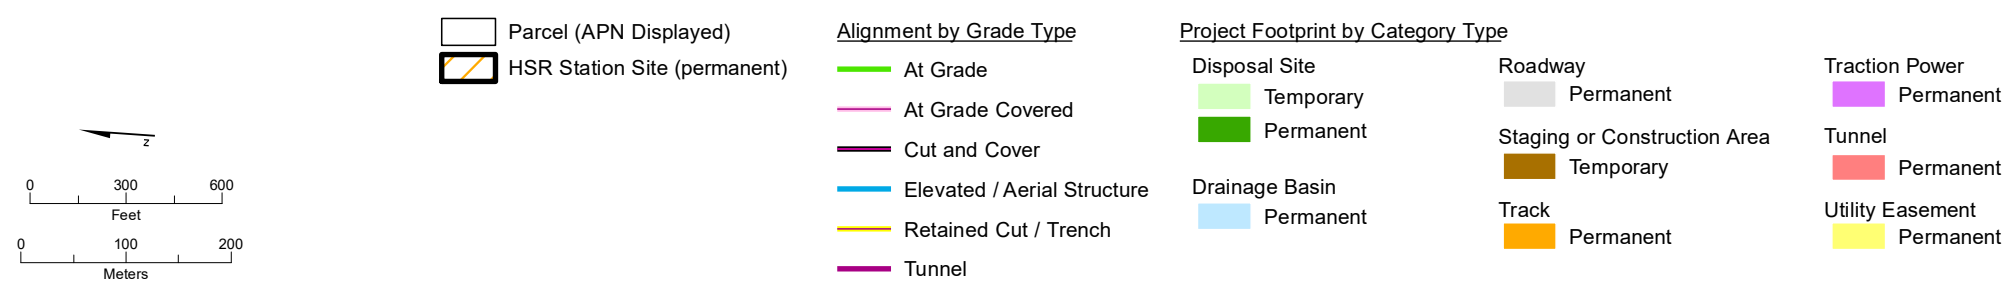 Parcel (APN Displayed)
HSR Station Site (permanent)
z
0 300 600
Feet
0 100 200
Meters
Alignment by Grade Type
At Grade
At Grade Covered
Cut and Cover
Elevated / Aerial Structure
Retained Cut / Trench
Tunnel
Project Footprint by Category Type
Disposal Site
Temporary
Permanent
Drainage Basin
Permanent
Roadway
Permanent
Staging or Construction Area
Temporary
Track
Permanent
Traction Power
Permanent
Tunnel
Permanent
Utility Easement
Permanent